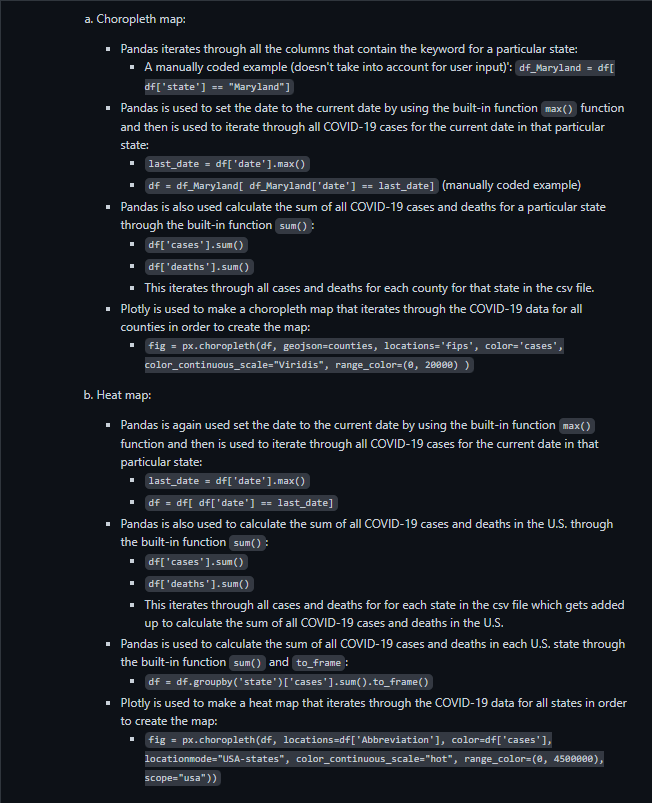 a. Choropleth map:
Pandas iterates through all the columns that contain the keyword for a particular state:
A manually coded example (doesn't take into account for user input)': df_Maryland = df[
df['state'] == "Maryland"]
Pandas is used to set the date to the current date by using the built-in function max() function
and then is used to iterate through all COVID-19 cases for the current date in that particular
state:
last_date = df['date'].max()
df = df_Maryland[ df_Maryland['date'] == last_date] (manually coded example)
Pandas is also used calculate the sum of all COVID-19 cases and deaths for a particular state
through the built-in function sum():
df['cases'].sum()
df['deaths'].sum()
This iterates through all cases and deaths for each county for that state in the csv file.
Plotly is used to make a choropleth map that iterates through the COVID-19 data for all
counties in order to create the map:
fig = px.choropleth(df, geojson=counties, locations='fips', color='cases',
color_continuous_scale="Viridis", range_color=(0, 20000) )
b. Heat map:
Pandas is again used set the date to the current date by using the built-in function max()
function and then is used to iterate through all COVID-19 cases for the current date in that
particular state:
last_date = df['date'].max()
df = df[ df['date'] == last_date]
Pandas is also used to calculate the sum of all COVID-19 cases and deaths in the U.S. through
the built-in function sum():
df['cases'].sum()
df['deaths'].sum()
This iterates through all cases and deaths for for each state in the csv file which gets added
up to calculate the sum of all COVID-19 cases and deaths in the U.S.
Pandas is used to calculate the sum of all COVID-19 cases and deaths in each U.S. state through
the built-in function sum() and to_frame:
df = df.groupby('state')['cases'].sum().to_frame()
Plotly is used to make a heat map that iterates through the COVID-19 data for all states in order
to create the map:
fig = px.choropleth(df, locations=df['Abbreviation'], color=df['cases'],
locationmode="USA-states", color_continuous_scale="hot", range_color=(0, 4500000),
scope="usa"))